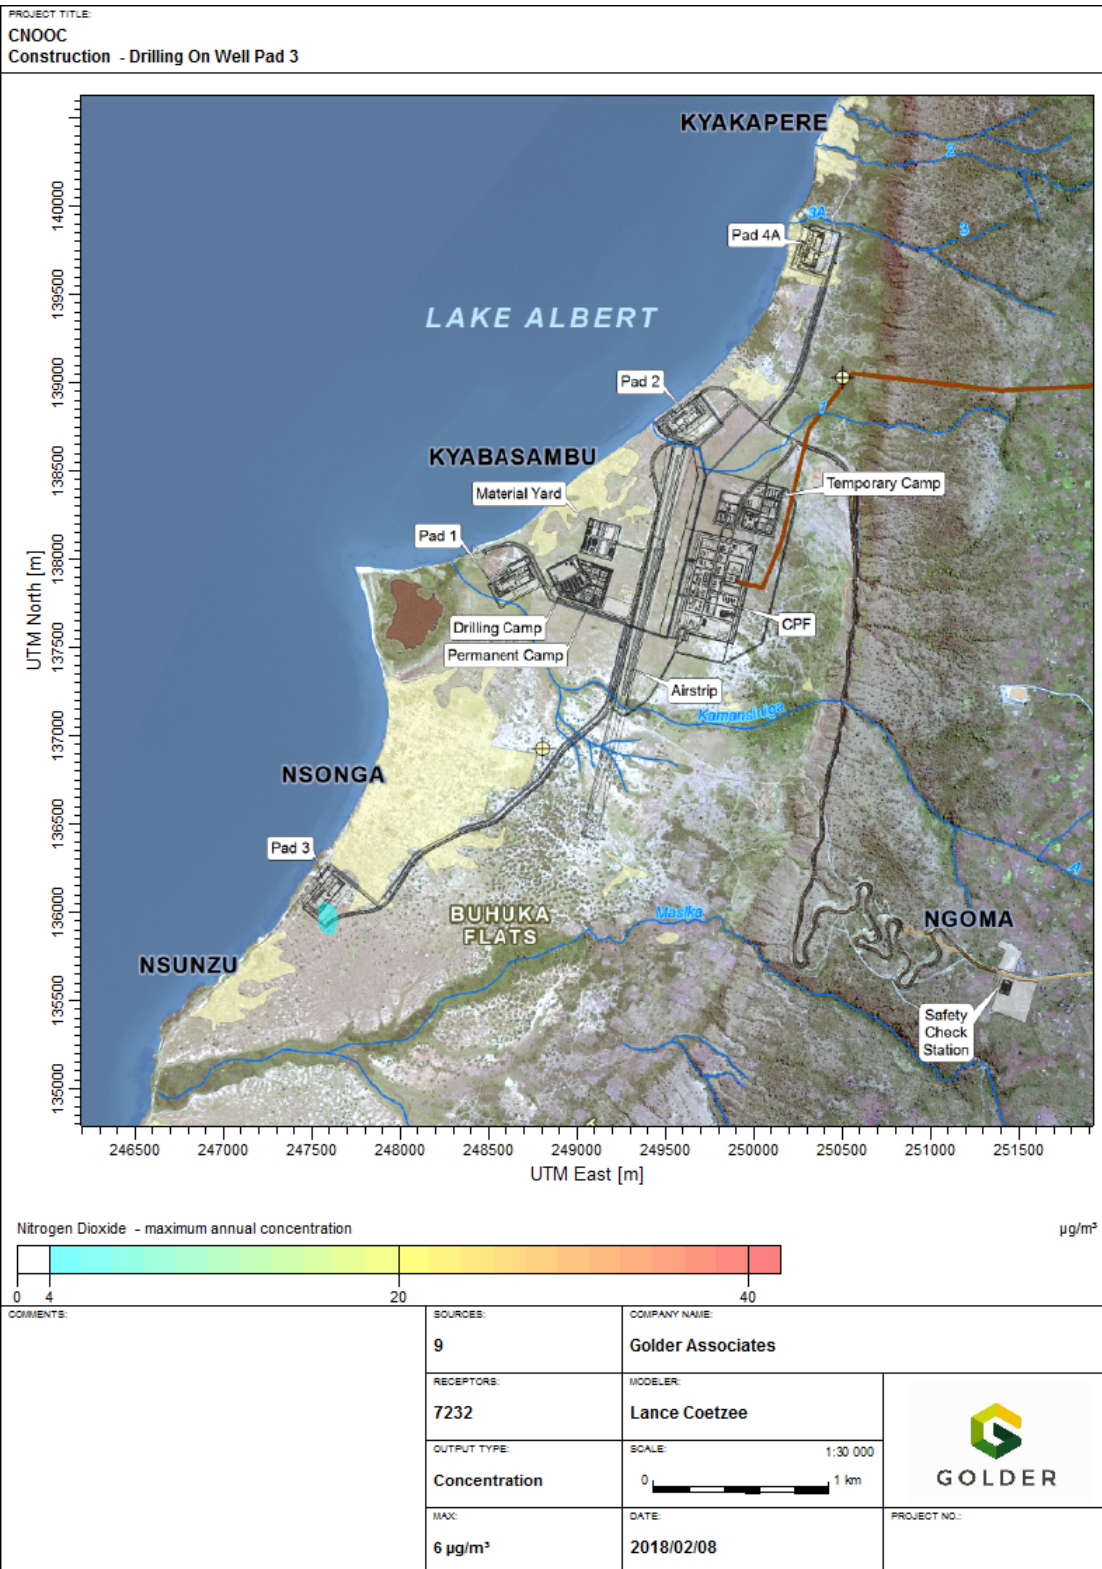 PROJECT TITLE:
CNOOC
Construction - Drilling On Well Pad 3
KYAKAPERE
2
3A
3
Pad 4A
LAKE ALBERT
Pad 2
1
KYABASAMBU
Temporary Camp
Material Yard
Pad 1
CPF
Drilling Camp
Permanent Camp
Airstrip
Kamansiniga
NSONGA
Pad 3
A
BUHUKA
FLATS
Masika
NGOMA
NSUNZU
Safety
Check
Station
UTM North [m]
140000
139500
139000
138500
138000
137500
137000
136500
136000
135500
135000
246500 247000 247500 248000 248500 249000 249500 250000 250500 251000 251500
UTM East [m]
Nitrogen Dioxide - maximum annual concentration µg/m³
0 4 20 40
COMMENTS:
SOURCES:
9
COMPANY NAME:
Golder Associates
RECEPTORS:
7232
MODELER:
Lance Coetzee
OUTPUT TYPE:
Concentration
SCALE: 1:30 000
0 1 km
GOLDER
MAX:
6 µg/m³
DATE:
2018/02/08
PROJECT NO.: